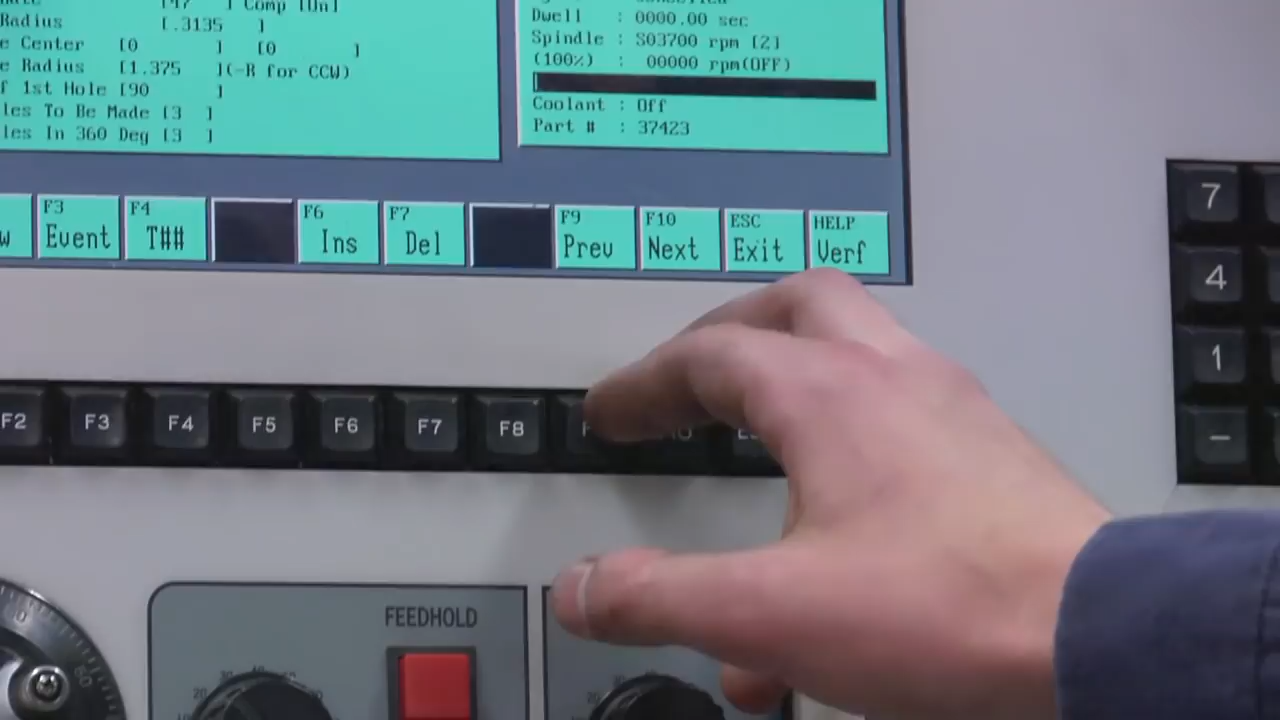 [47 ] Comp [On]
Radius [.3135 ]
e Center [0 ] [0 ]
e Radius [1.375 ](-R for CCW)
f 1st Hole [90 ]
les To Be Made [3 ]
les In 360 Deg [3 ]
Dwell : 0000.00 sec
Spindle : S03700 rpm [2]
(100%) : 00000 rpm(OFF)
Coolant : Off
Part # : 37423
w
F3 Event
F4 T##
F6 Ins
F7 Del
F9 Prev
F10 Next
ESC Exit
HELP Verf
F2 F3 F4 F5 F6 F7 F8
7
4
1
-
FEEDHOLD